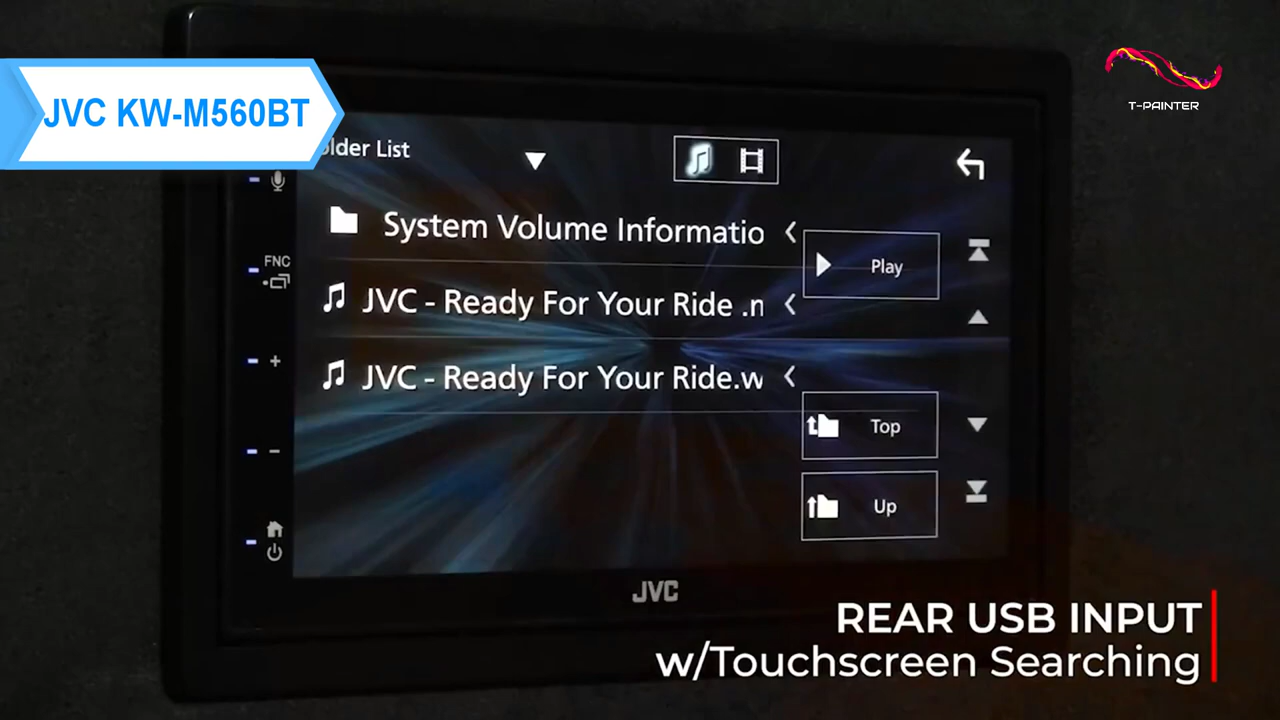 JVC KW-M560BT
T-PAINTER
older List
System Volume Informatio
Play
FNC
JVC - Ready For Your Ride .n
JVC - Ready For Your Ride.w
Top
Up
JVC
REAR USB INPUT
w/Touchscreen Searching